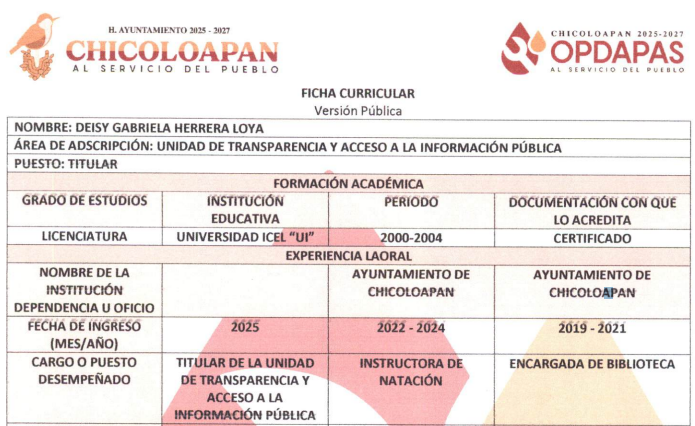 H. AYUNTAMIENTO 2025 - 2027
CHICOLOAPAN
AL SERVICIO DEL PUEBLO
CHICOLOAPAN 2025-2027
OPDAPAS
AL SERVICIO DEL PUEBLO
FICHA CURRICULAR
Versión Pública
NOMBRE: DEISY GABRIELA HERRERA LOYA
ÁREA DE ADSCRIPCIÓN: UNIDAD DE TRANSPARENCIA Y ACCESO A LA INFORMACIÓN PÚBLICA
PUESTO: TITULAR
FORMACIÓN ACADÉMICA
GRADO DE ESTUDIOS
INSTITUCIÓN
EDUCATIVA
PERIODO
DOCUMENTACIÓN CON QUE
LO ACREDITA
LICENCIATURA
UNIVERSIDAD ICEL "UI"
2000-2004
CERTIFICADO
EXPERIENCIA LAORAL
NOMBRE DE LA
INSTITUCIÓN
DEPENDENCIA U OFICIO
AYUNTAMIENTO DE
CHICOLOAPAN
AYUNTAMIENTO DE
CHICOLOAPAN
FECHA DE INGRESO
(MES/AÑO)
2025
2022 - 2024
2019 - 2021
CARGO O PUESTO
DESEMPEÑADO
TITULAR DE LA UNIDAD
DE TRANSPARENCIA Y
ACCESO A LA
INFORMACIÓN PÚBLICA
INSTRUCTORA DE
NATACIÓN
ENCARGADA DE BIBLIOTECA